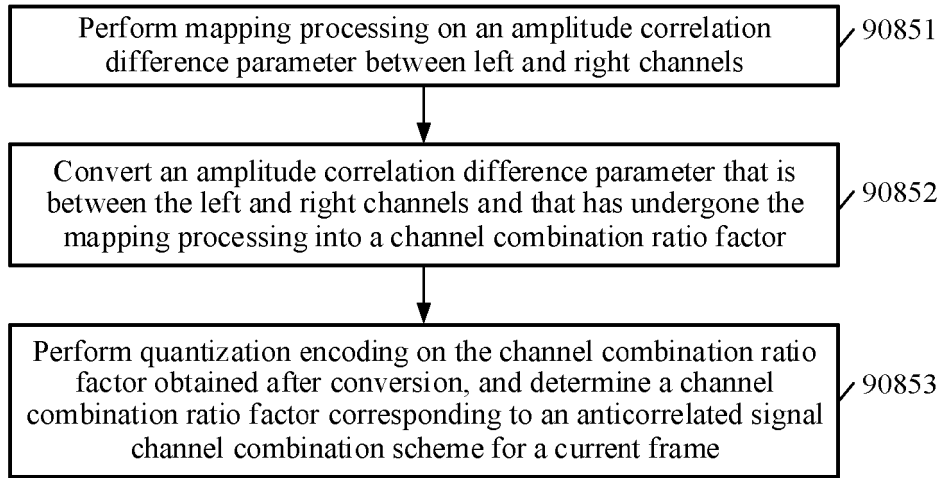 Perform mapping processing on an amplitude correlation
difference parameter between left and right channels
90851
Convert an amplitude correlation difference parameter that is
between the left and right channels and that has undergone the
mapping processing into a channel combination ratio factor
90852
Perform quantization encoding on the channel combination ratio
factor obtained after conversion, and determine a channel
combination ratio factor corresponding to an anticorrelated signal
channel combination scheme for a current frame
90853